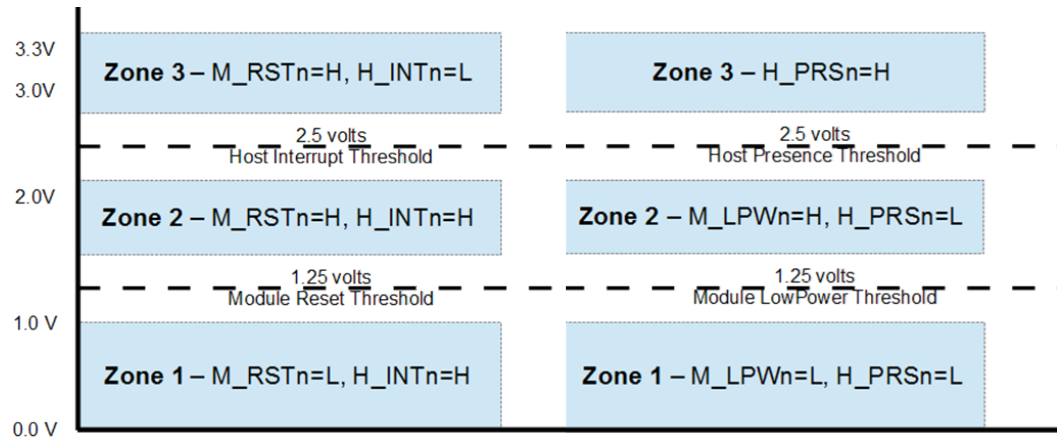 3.3V
Zone 3 – M_RSTn=H, H_INTn=L
Zone 3 – H_PRSn=H
3.0V
2.5 volts
Host Interrupt Threshold
2.5 volts
Host Presence Threshold
2.0V
Zone 2 – M_RSTn=H, H_INTn=H
Zone 2 – M_LPWn=H, H_PRSn=L
1.25 volts
Module Reset Threshold
1.25 volts
Module LowPower Threshold
1.0 V
Zone 1 – M_RSTn=L, H_INTn=H
Zone 1 – M_LPWn=L, H_PRSn=L
0.0 V